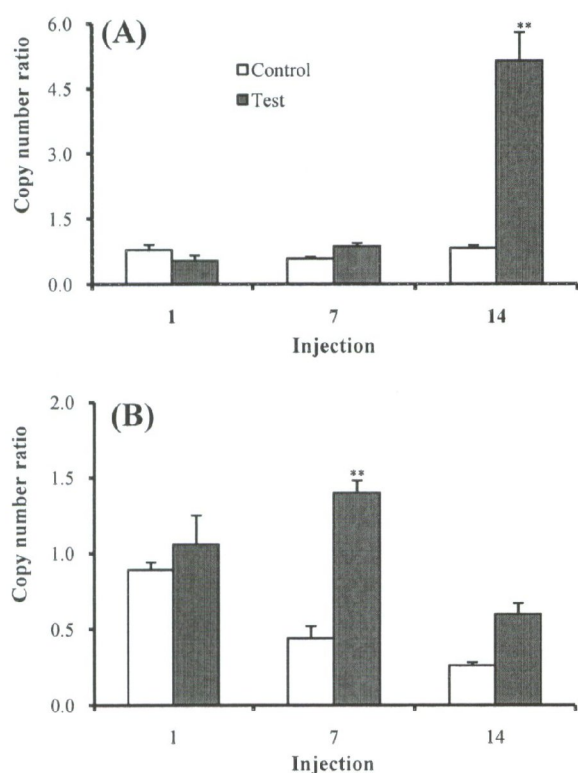 (A)
6.0
4.5
3.0
1.5
0.0
Copy number ratio
Control
Test
**
1 7 14
Injection
(B)
2.0
1.5
1.0
0.5
0.0
Copy number ratio
**
1 7 14
Injection